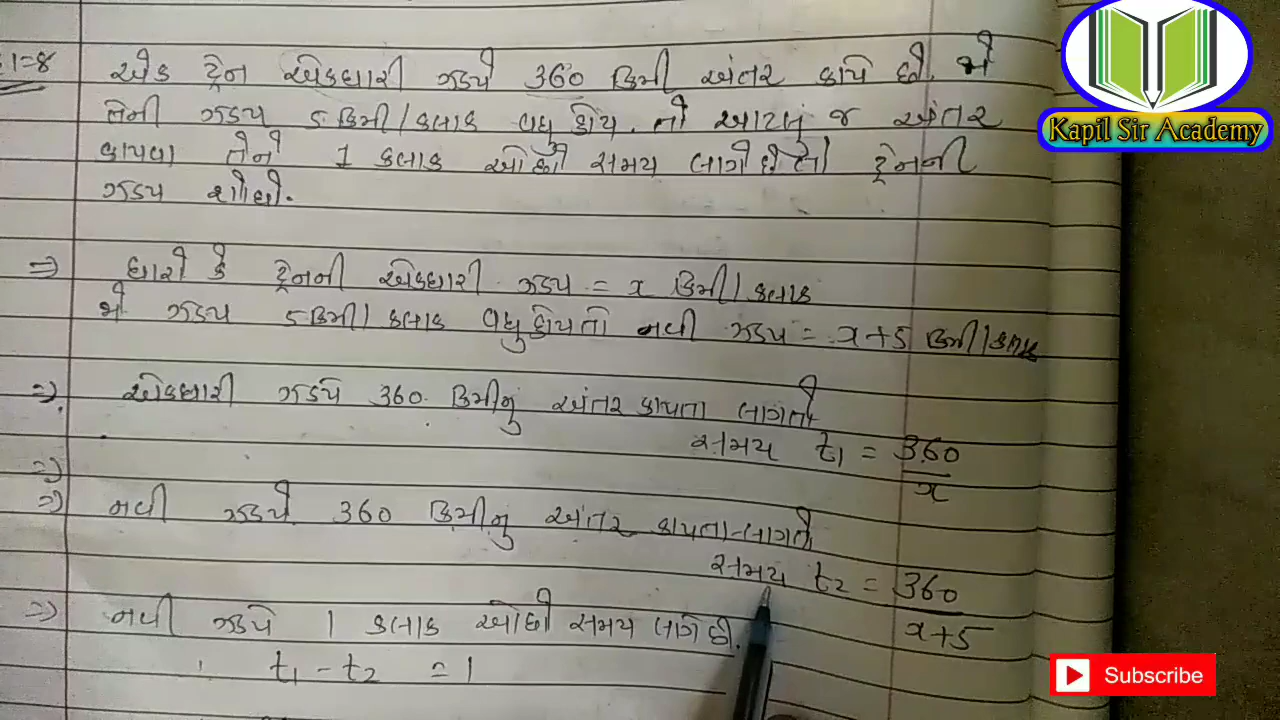 એક ટ્રેન એકધારી ઝડપે 360 કિમી અંતર કાપે છે. જો
તેની ઝડપ 5 કિમી/કલાક વધુ હોય તો આટલું જ અંતર
કાપવા તેને 1 કલાક ઓછો સમય લાગે છે તો ટ્રેનની
ઝડપ શોધો.
⇒ ધારો કે ટ્રેનની એકધારી ઝડપ = x કિમી/કલાક
જો ઝડપ 5 કિમી/કલાક વધુ હોય તો નવી ઝડપ = x+5 કિમી/કલાક
⇒ એકધારી ઝડપે 360 કિમીનું અંતર કાપતા લાગતો
સમય t1 = 360/x
⇒
⇒ નવી ઝડપે 360 કિમીનું અંતર કાપતા લાગતો
સમય t2 = 360/x+5
⇒ નવી ઝડપે 1 કલાક ઓછો સમય લાગે છે.
t1 - t2 = 1
Kapil Sir Academy
Subscribe